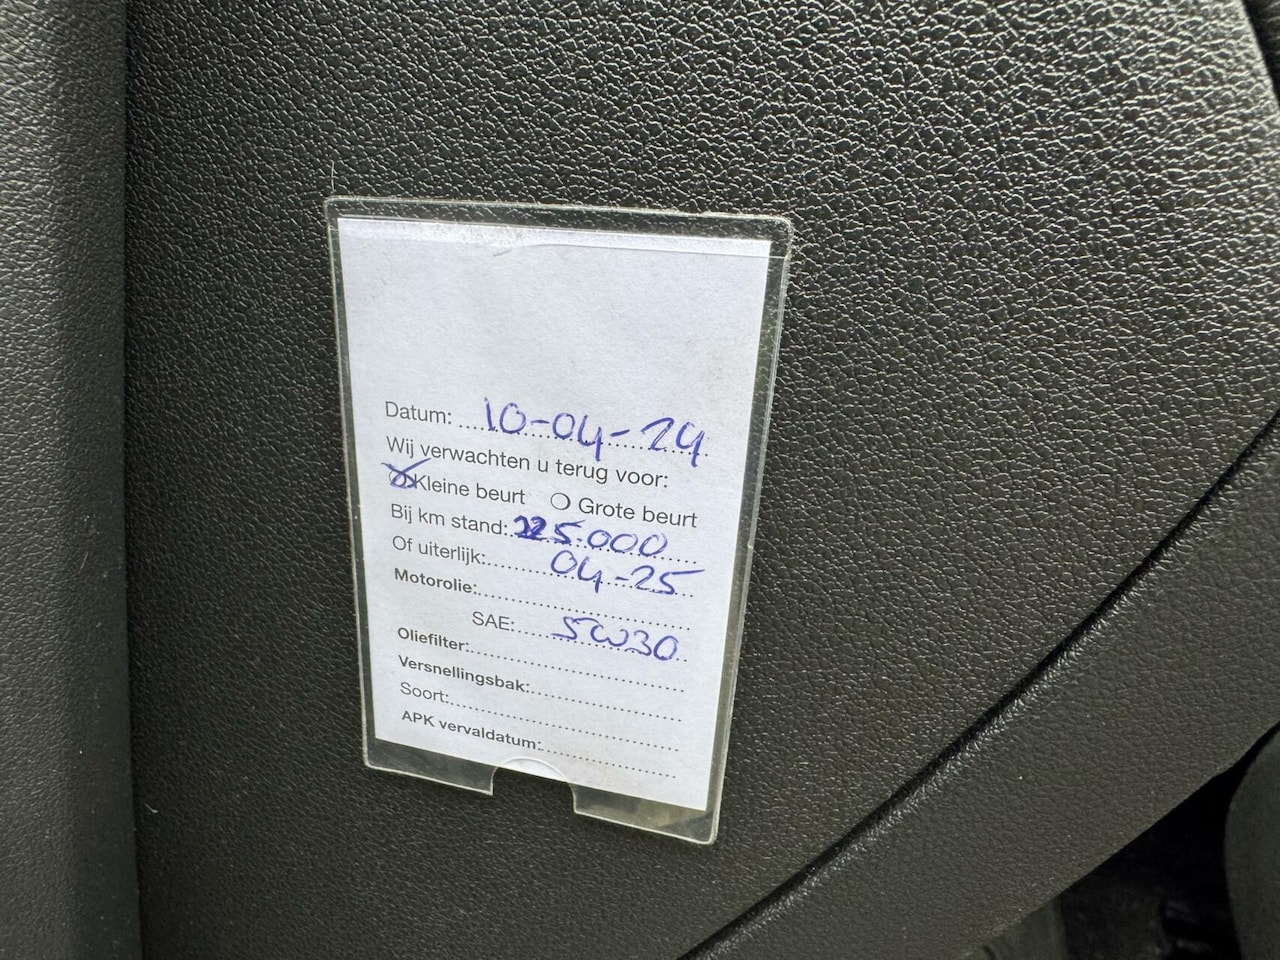 Datum: 10-04-24
Wij verwachten u terug voor:
Kleine beurt O Grote beurt
Bij km stand: 225.000
Of uiterlijk: 04-25
Motorolie:
SAE: 5W30
Oliefilter:
Versnellingsbak:
Soort:
APK vervaldatum: